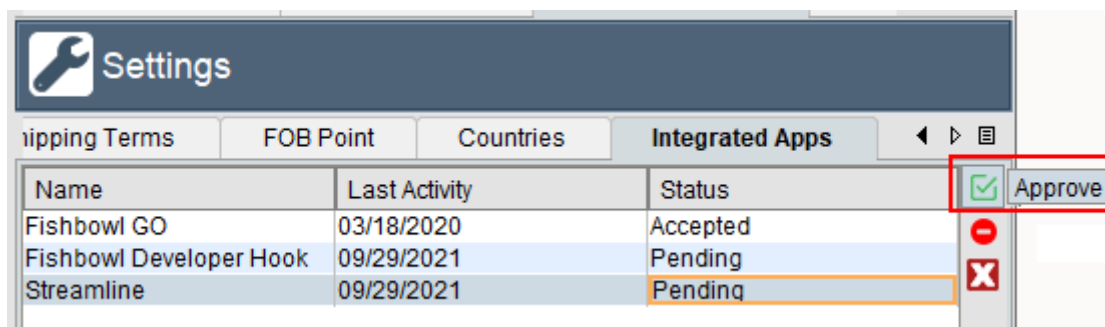 Settings
hipping Terms FOB Point Countries Integrated Apps
Name Last Activity Status
Approve
Fishbowl GO 03/18/2020 Accepted
Fishbowl Developer Hook 09/29/2021 Pending
Streamline 09/29/2021 Pending